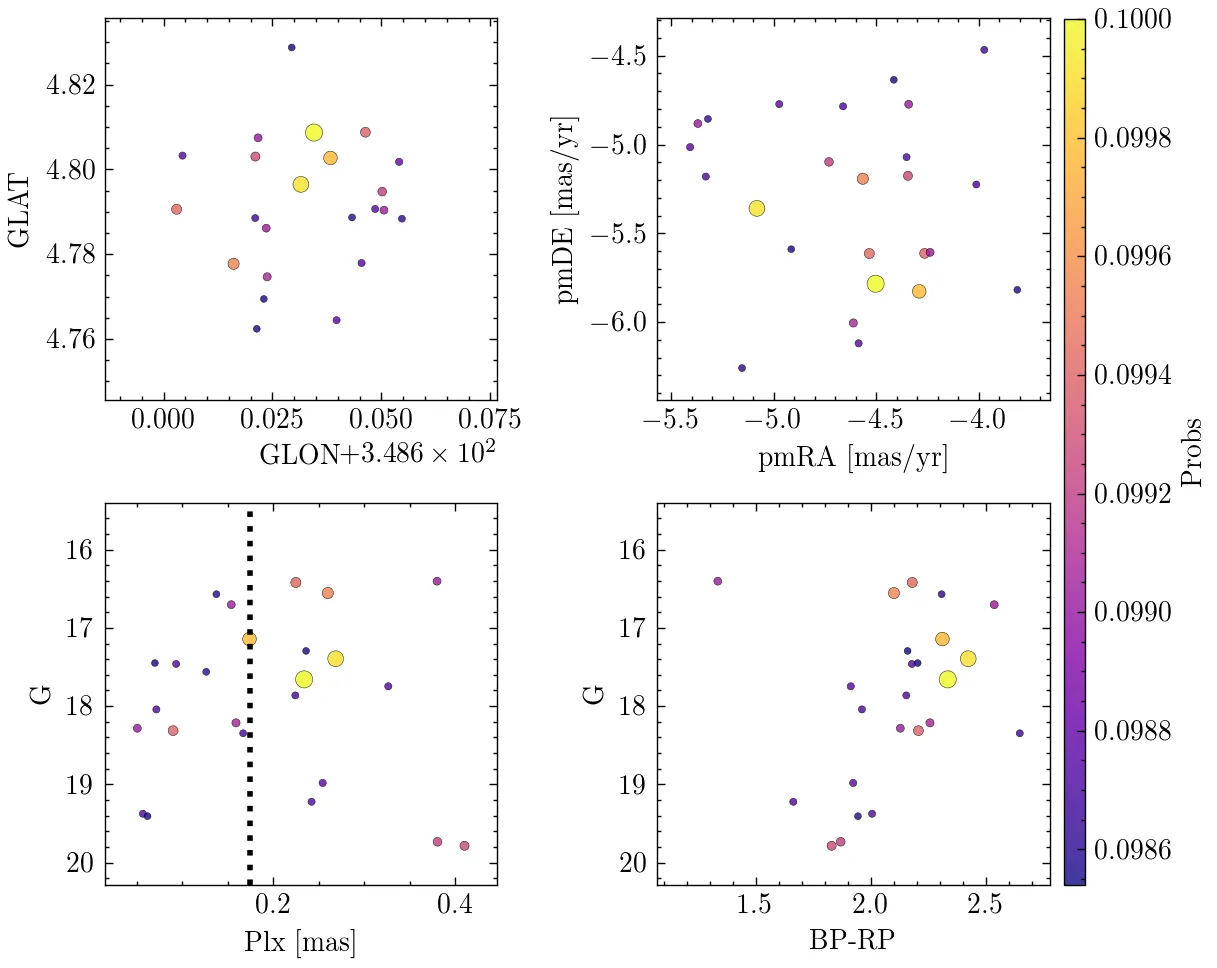 4.82
4.80
4.78
4.76
GLAT
0.000 0.025 0.050 0.075
GLON+3.486 × 10²
−4.5
−5.0
−5.5
−6.0
pmDE [mas/yr]
−5.5 −5.0 −4.5 −4.0
pmRA [mas/yr]
0.1000
0.0998
0.0996
0.0994
0.0992
0.0990
0.0988
0.0986
Probs
16
17
18
19
20
G
0.2 0.4
Plx [mas]
16
17
18
19
20
G
1.5 2.0 2.5
BP-RP